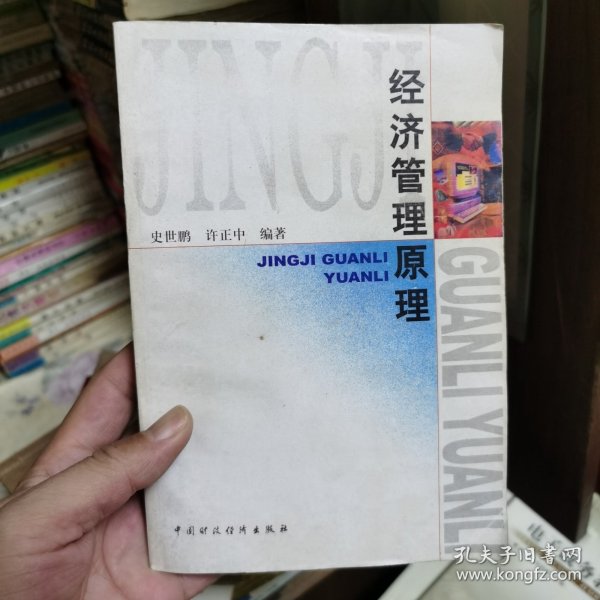 JINGJI
经济管理原理
史世鹏 许正中 编著
JINGJI GUANLI
YUANLI
GUANLI YUANL
中国财政经济出版社
孔夫子旧书网
www.kongfz.com